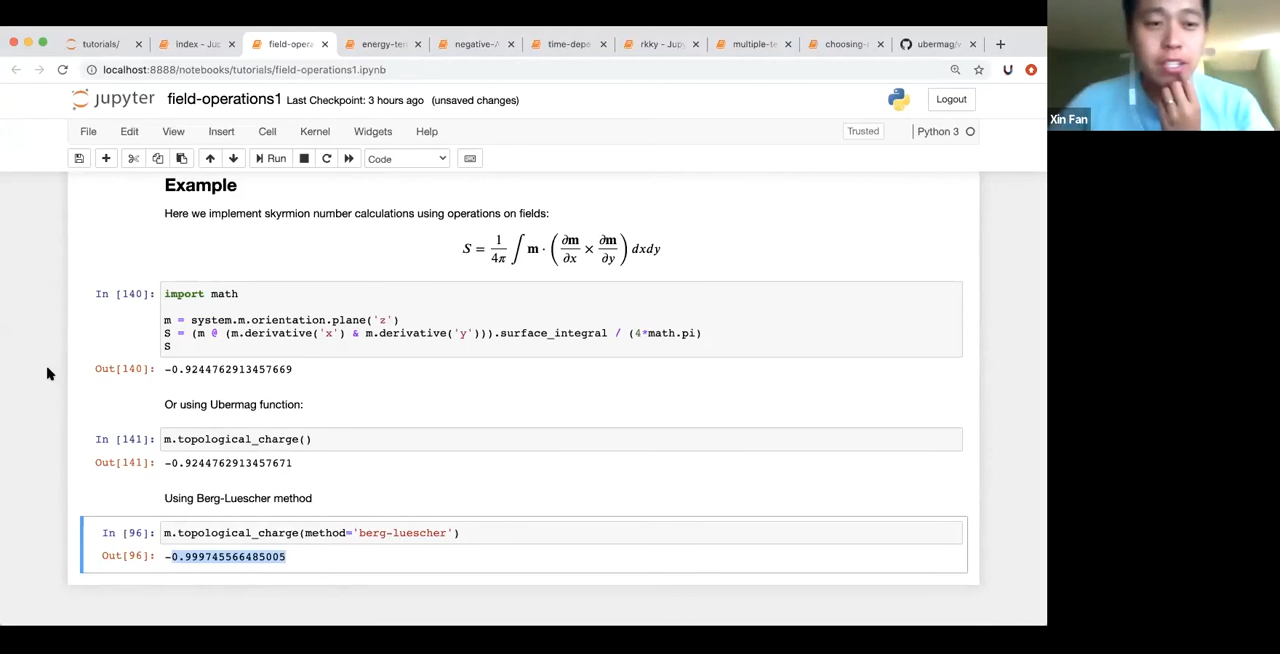 tutorials/
index - Jup
field-opera
energy-ter
negative-/
time-depe
rkky - Jupy
multiple-te
choosing-
ubermag/v
localhost:8888/notebooks/tutorials/field-operations1.ipynb
jupyter field-operations1 Last Checkpoint: 3 hours ago (unsaved changes)
Logout
File Edit View Insert Cell Kernel Widgets Help
Trusted
Python 3
Run
Code
Xin Fan
Example
Here we implement skyrmion number calculations using operations on fields:
S = 1/4π ∫ m · (∂m/∂x × ∂m/∂y) dxdy
In [140]: import math
m = system.m.orientation.plane('z')
S = (m @ (m.derivative('x') & m.derivative('y'))).surface_integral / (4*math.pi)
S
Out[140]: -0.9244762913457669
Or using Ubermag function:
In [141]: m.topological_charge()
Out[141]: -0.9244762913457671
Using Berg-Luescher method
In [96]: m.topological_charge(method='berg-luescher')
Out[96]: -0.999745566485005